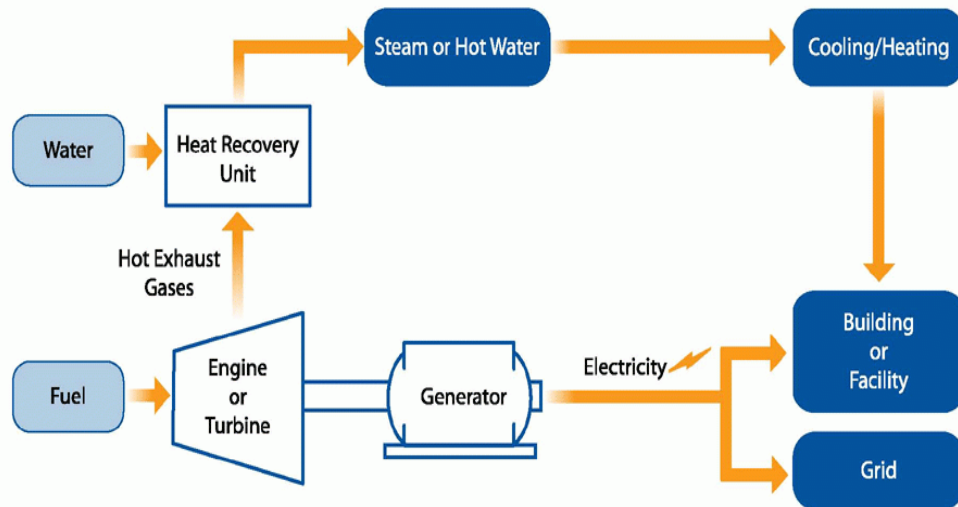 Steam or Hot Water
Cooling/Heating
Water
Heat Recovery
Unit
Hot Exhaust
Gases
Building
or
Facility
Fuel
Engine
or
Turbine
Generator
Electricity
Grid